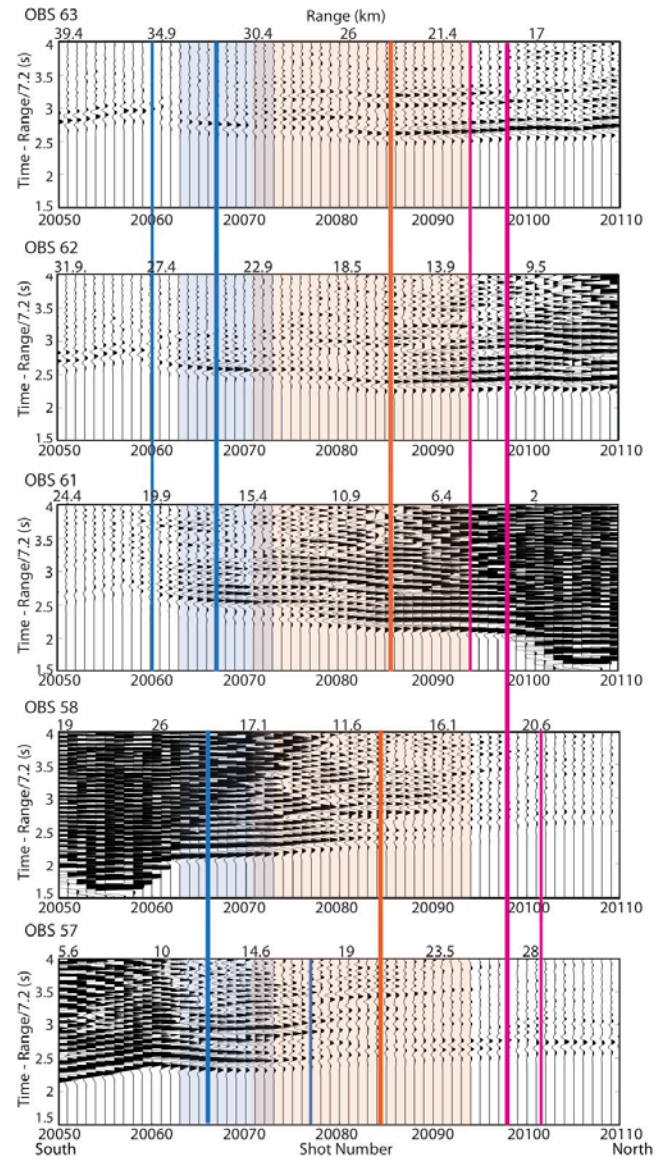 OBS 63
Range (km)
39.4 34.9 30.4 26 21.4 17
Time - Range/7.2 (s)
4
3.5
3
2.5
2
1.5
20050 20060 20070 20080 20090 20100 20110
OBS 62
31.9. 27.4 22.9 18.5 13.9 9.5
Time - Range/7.2 (s)
4
3.5
3
2.5
2
1.5
20050 20060 20070 20080 20090 20100 20110
OBS 61
24.4 19.9 15.4 10.9 6.4 2
Time - Range/7.2 (s)
4
3.5
3
2.5
2
1.5
20050 20060 20070 20080 20090 20100 20110
OBS 58
19 26 17.1 11.6 16.1 20.6
Time - Range/7.2 (s)
4
3.5
3
2.5
2
1.5
20050 20060 20070 20080 20090 20100 20110
OBS 57
5.6 10 14.6 19 23.5 28
Time - Range/7.2 (s)
4
3.5
3
2.5
2
1.5
20050 20060 20070 20080 20090 20100 20110
South Shot Number North